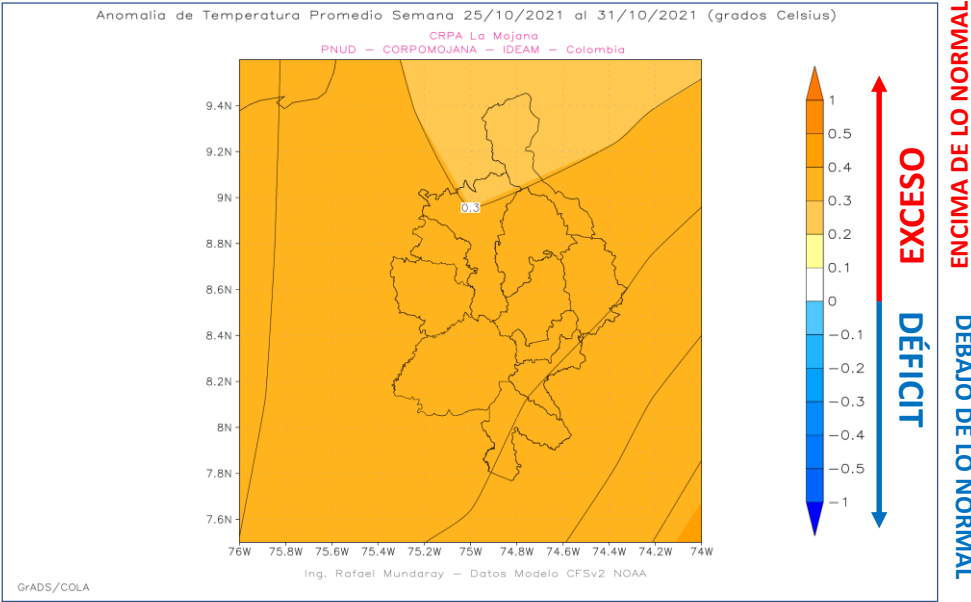 Anomalia de Temperatura Promedio Semana 25/10/2021 al 31/10/2021 (grados Celsius)
CRPA La Mojana
PNUD – CORPOMOJANA – IDEAM – Colombia
9.4N
9.2N
9N
8.8N
8.6N
8.4N
8.2N
8N
7.8N
7.6N
0.3
76W 75.8W 75.6W 75.4W 75.2W 75W 74.8W 74.6W 74.4W 74.2W 74W
Ing. Rafael Mundaray – Datos Modelo CFSv2 NOAA
GrADS/COLA
1
0.5
0.4
0.3
0.2
0.1
0
−0.1
−0.2
−0.3
−0.4
−0.5
−1
EXCESO
DÉFICIT
ENCIMA DE LO NORMAL
DEBAJO DE LO NORMAL